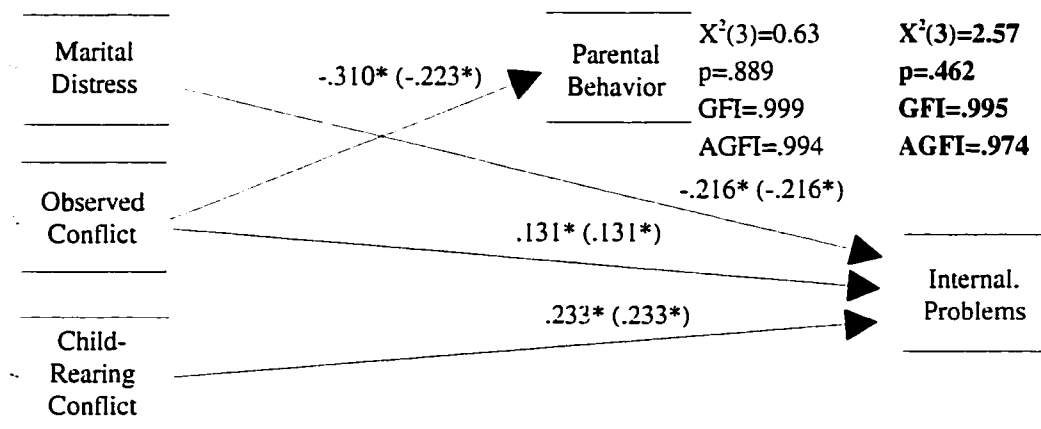 Marital
Distress
-.310* (-.223*)
Parental
Behavior
X²(3)=0.63
p=.889
GFI=.999
AGFI=.994
X²(3)=2.57
p=.462
GFI=.995
AGFI=.974
Observed
Conflict
-.216* (-.216*)
.131* (.131*)
Internal.
Problems
.233* (.233*)
Child-
Rearing
Conflict